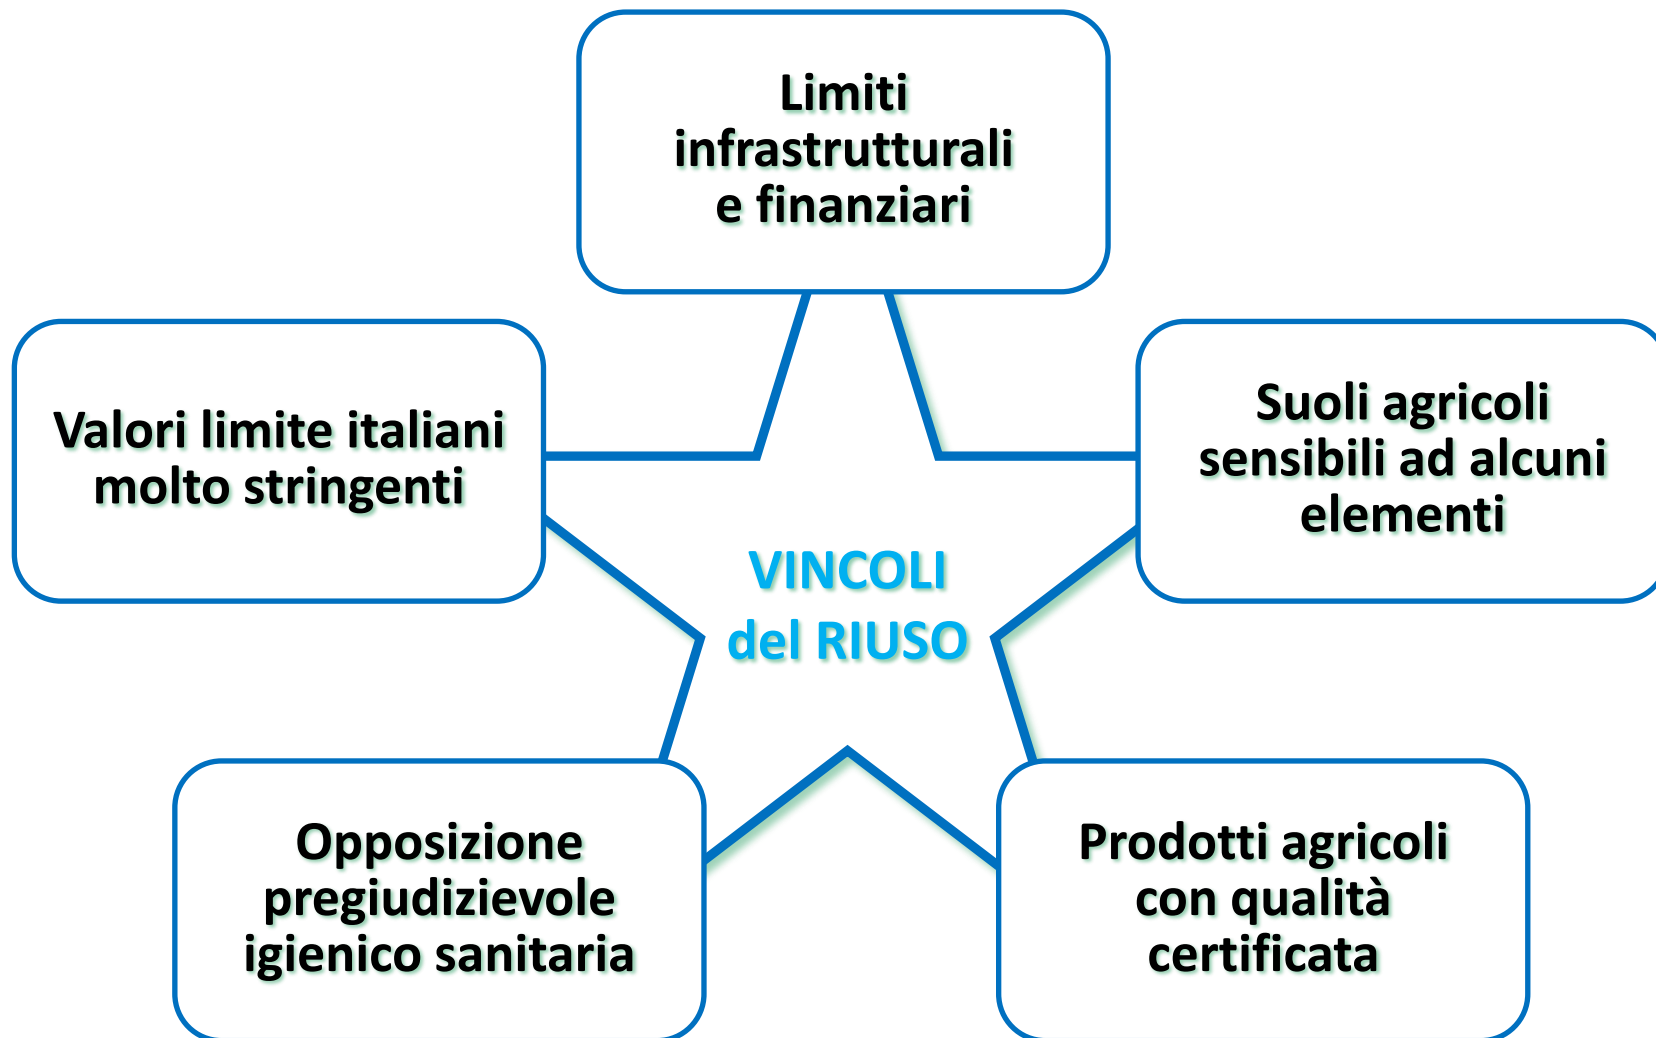 Limiti
infrastrutturali
e finanziari
Valori limite italiani
molto stringenti
Suoli agricoli
sensibili ad alcuni
elementi
VINCOLI
del RIUSO
Opposizione
pregiudizievole
igienico sanitaria
Prodotti agricoli
con qualità
certificata